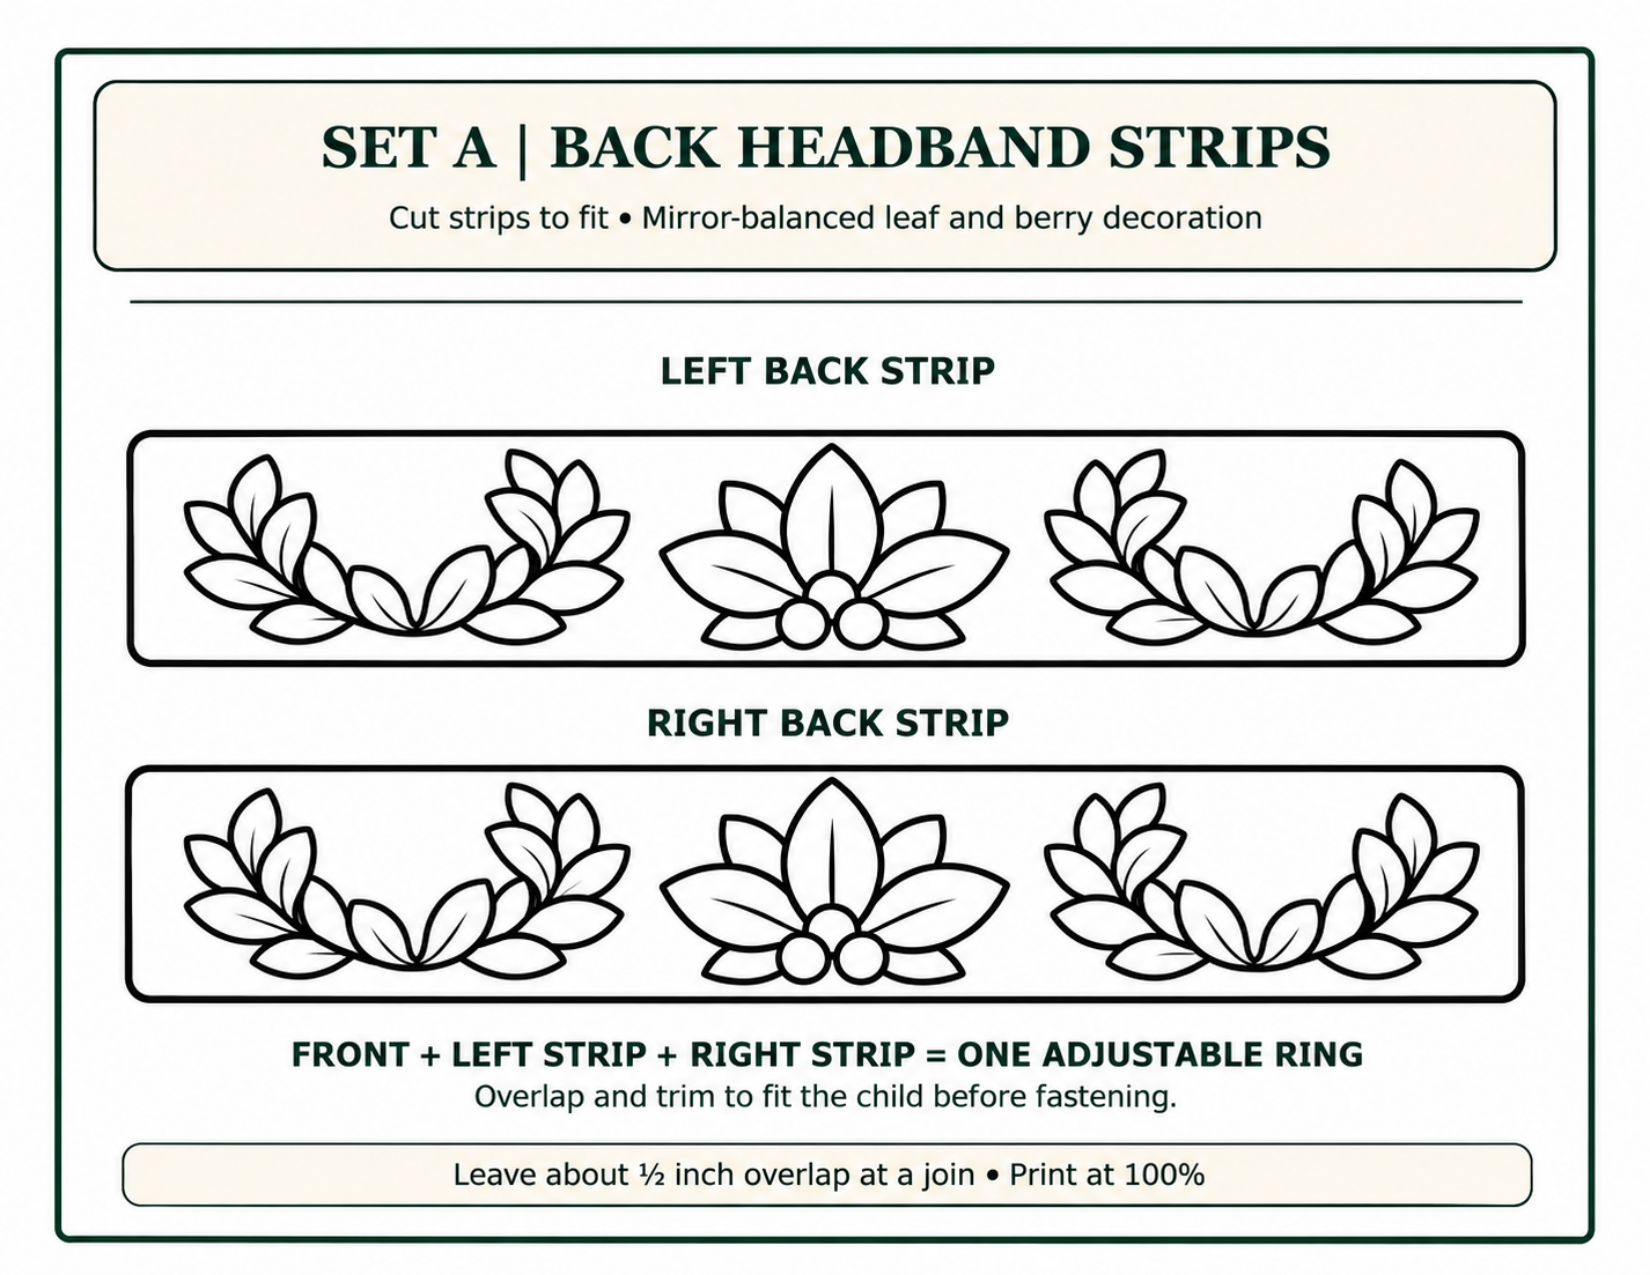 SET A | BACK HEADBAND STRIPS
Cut strips to fit • Mirror-balanced leaf and berry decoration
LEFT BACK STRIP
RIGHT BACK STRIP
FRONT + LEFT STRIP + RIGHT STRIP = ONE ADJUSTABLE RING
Overlap and trim to fit the child before fastening.
Leave about ½ inch overlap at a join • Print at 100%